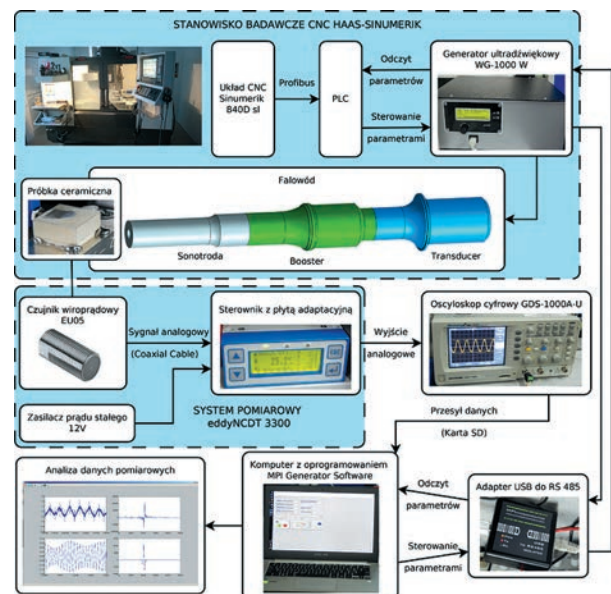 STANOWISKO BADAWCZE CNC HAAS-SINUMERIK
Układ CNC
Sinumerik
840D sl
Profibus
PLC
Odczyt
parametrów
Sterowanie
parametrami
Generator ultradźwiękowy
WG-1000 W
Próbka ceramiczna
Falowód
Sonotroda
Booster
Transducer
Czujnik wiroprądowy
EU05
Sygnał analogowy
(Coaxial Cable)
Sterownik z płytą adaptacyjną
Wyjście
analogowe
Oscyloskop cyfrowy GDS-1000A-U
Zasilacz prądu stałego
12V
SYSTEM POMIAROWY
eddyNCDT 3300
Przesył danych
(Karta SD)
Analiza danych pomiarowych
Komputer z oprogramowaniem
MPI Generator Software
Odczyt
parametrów
Sterowanie
parametrami
Adapter USB do RS 485